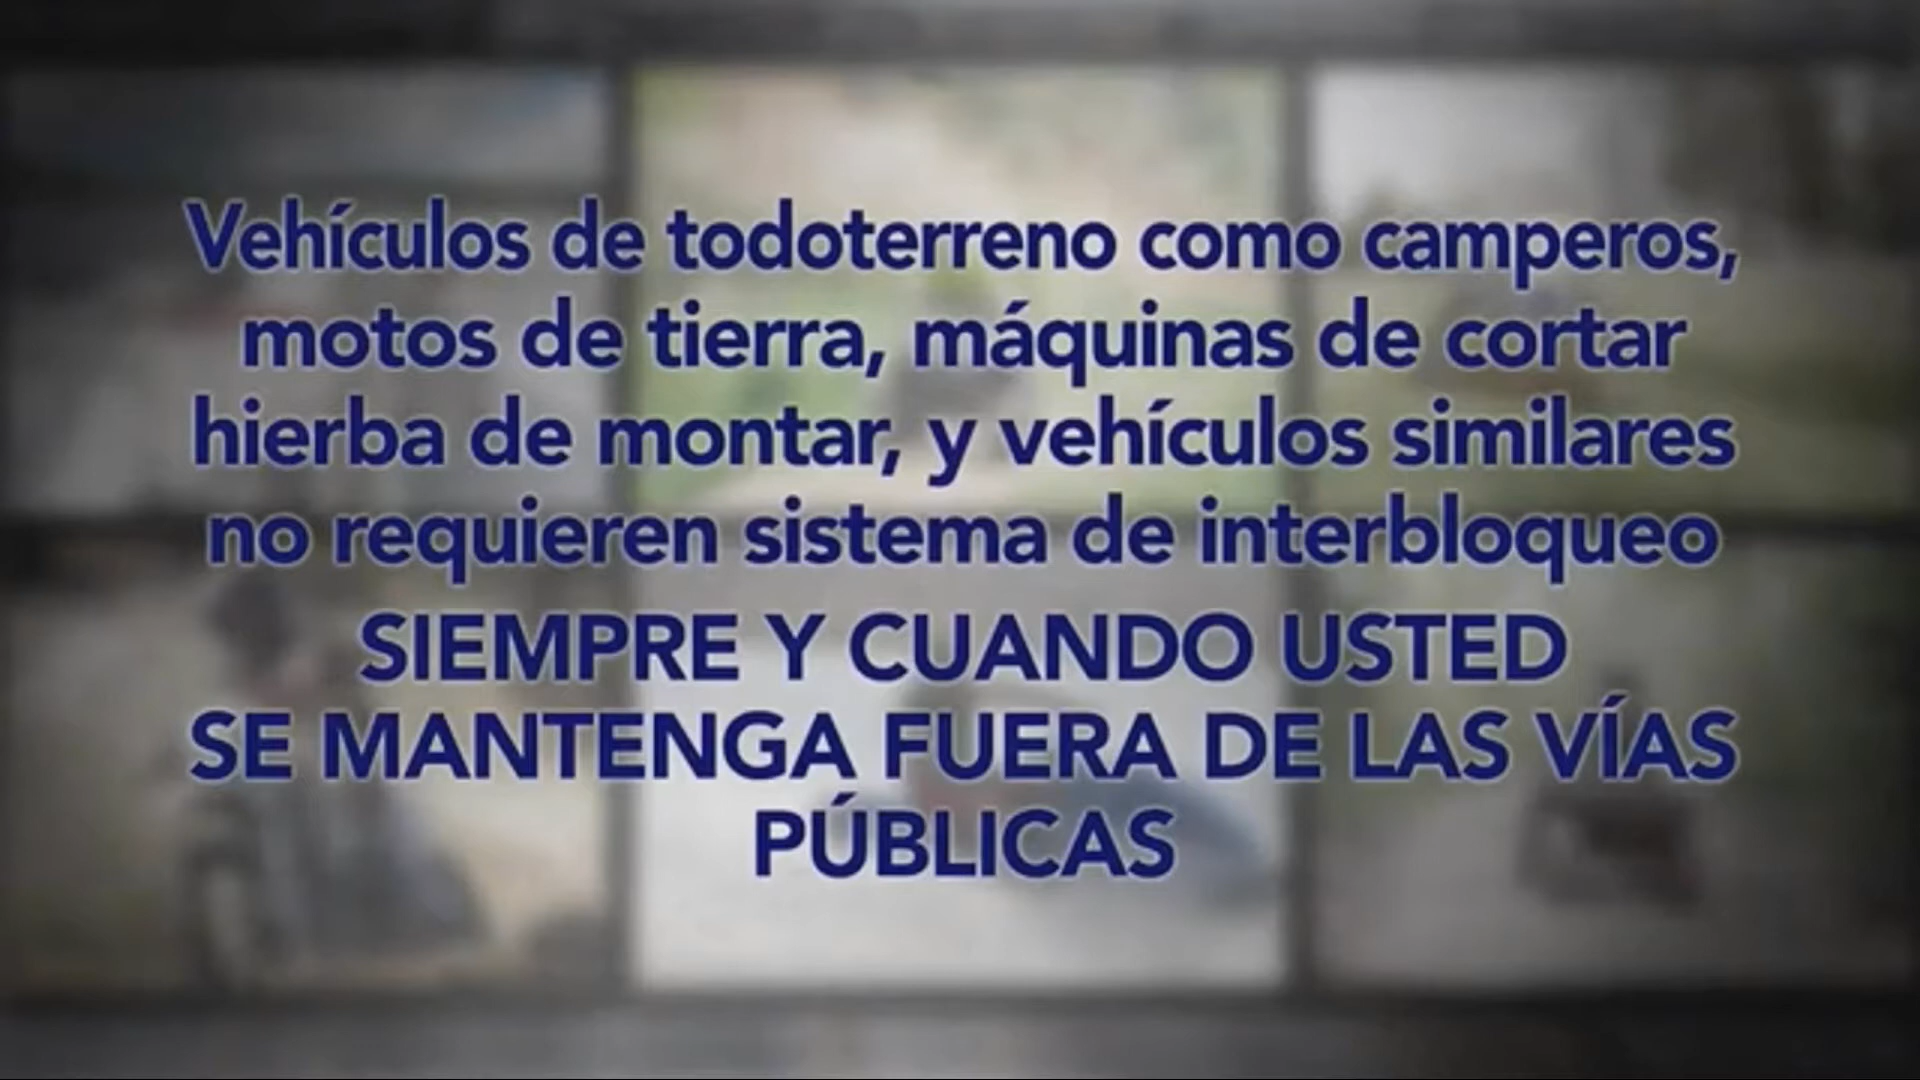 Vehículos de todoterreno como camperos,
motos de tierra, máquinas de cortar
hierba de montar, y vehículos similares
no requieren sistema de interbloqueo
SIEMPRE Y CUANDO USTED
SE MANTENGA FUERA DE LAS VÍAS
PÚBLICAS